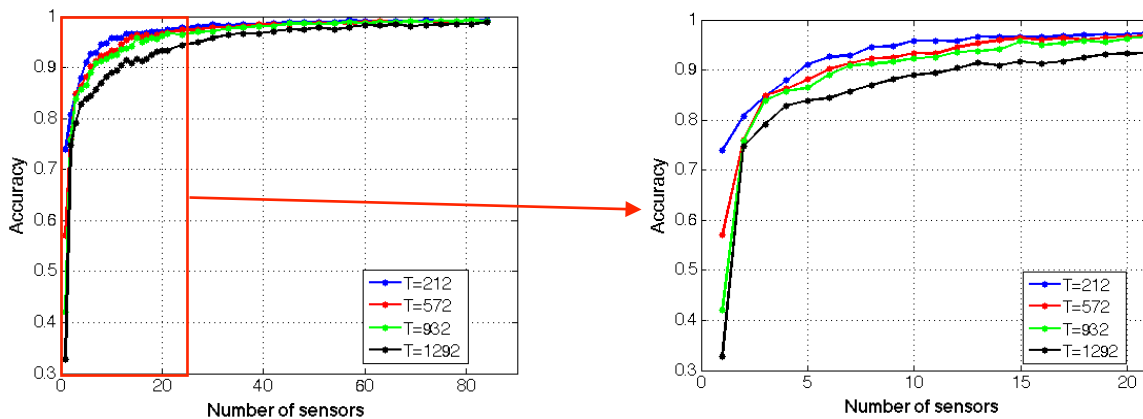 1
0.9
0.8
0.7
0.6
0.5
0.4
0.3
Accuracy
0 20 40 60 80
Number of sensors
T=212
T=572
T=932
T=1292
1
0.9
0.8
0.7
0.6
0.5
0.4
0.3
Accuracy
0 5 10 15 20
Number of sensors
T=212
T=572
T=932
T=1292